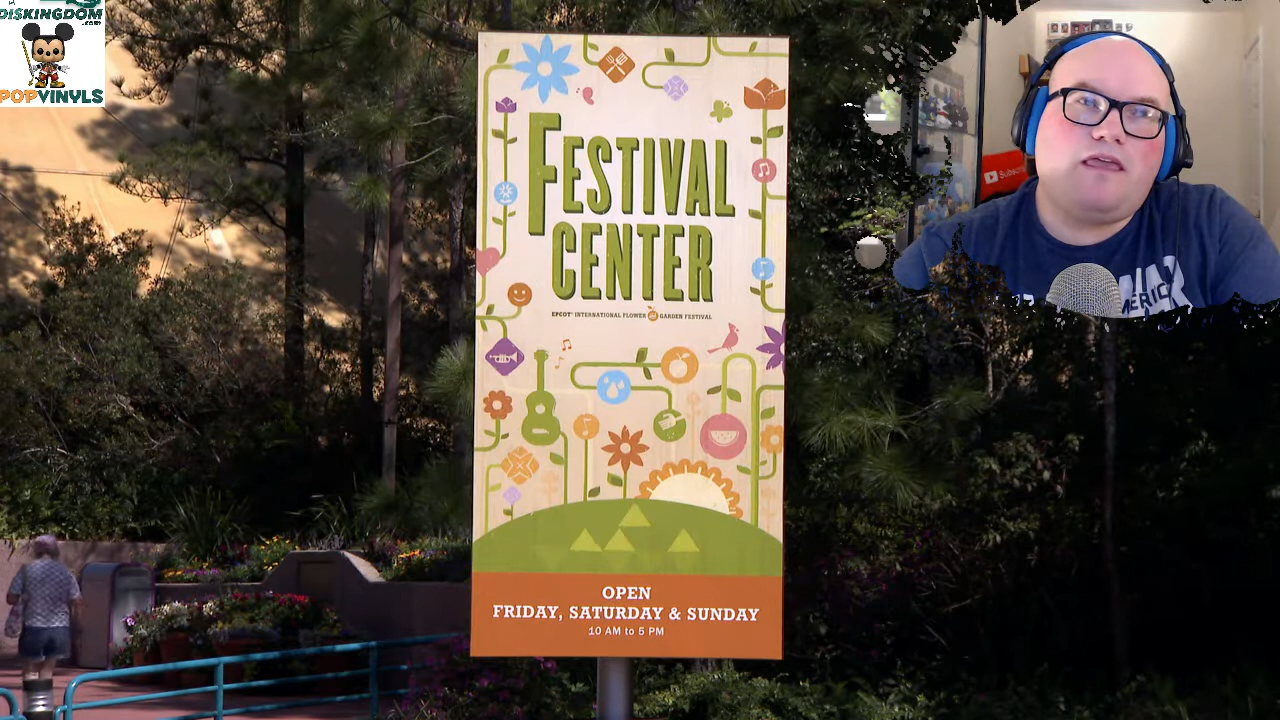 DISKINGDOM
.com
POPVINYLS
FESTIVAL
CENTER
EPCOT® INTERNATIONAL FLOWER and GARDEN FESTIVAL
OPEN
FRIDAY, SATURDAY & SUNDAY
10 AM to 5 PM